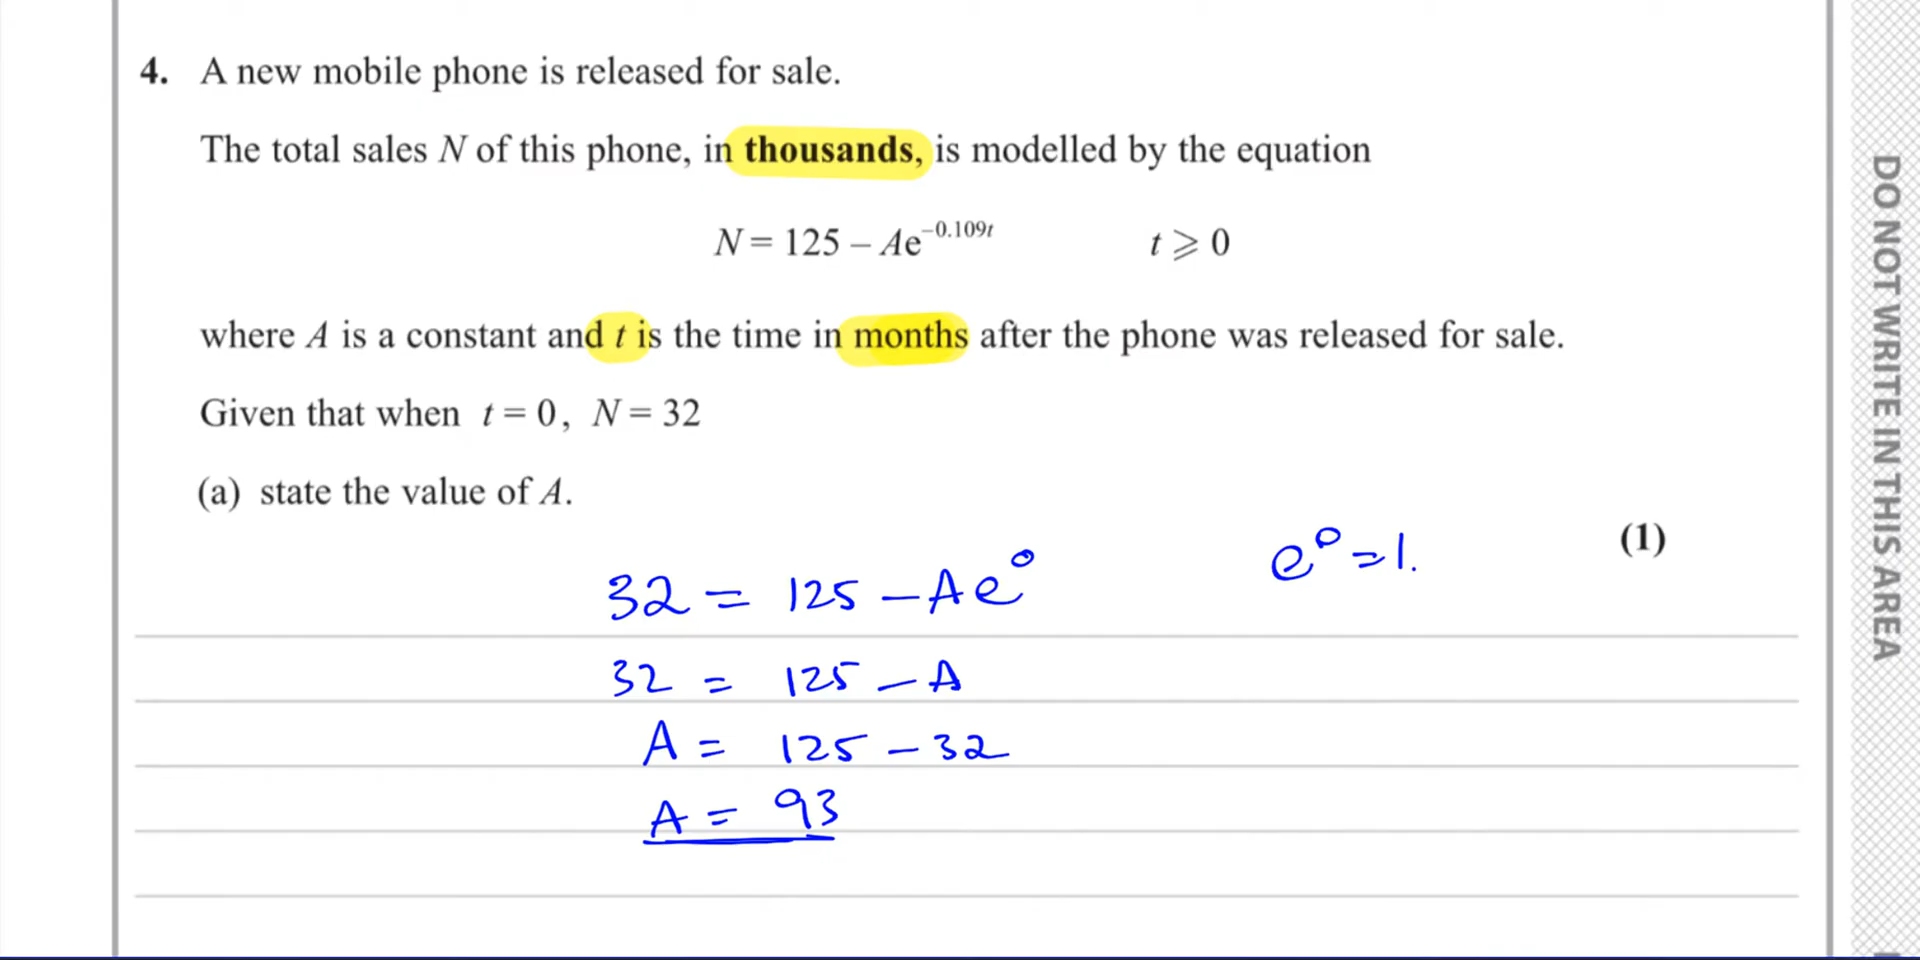 4. A new mobile phone is released for sale.
The total sales N of this phone, in thousands, is modelled by the equation
N = 125 – Ae^{–0.109t}    t ⩾ 0
where A is a constant and t is the time in months after the phone was released for sale.
Given that when t = 0, N = 32
(a) state the value of A.
(1)
e^0 = 1.
32 = 125 – Ae^0
32 = 125 – A
A = 125 – 32
A = 93
DO NOT WRITE IN THIS AREA